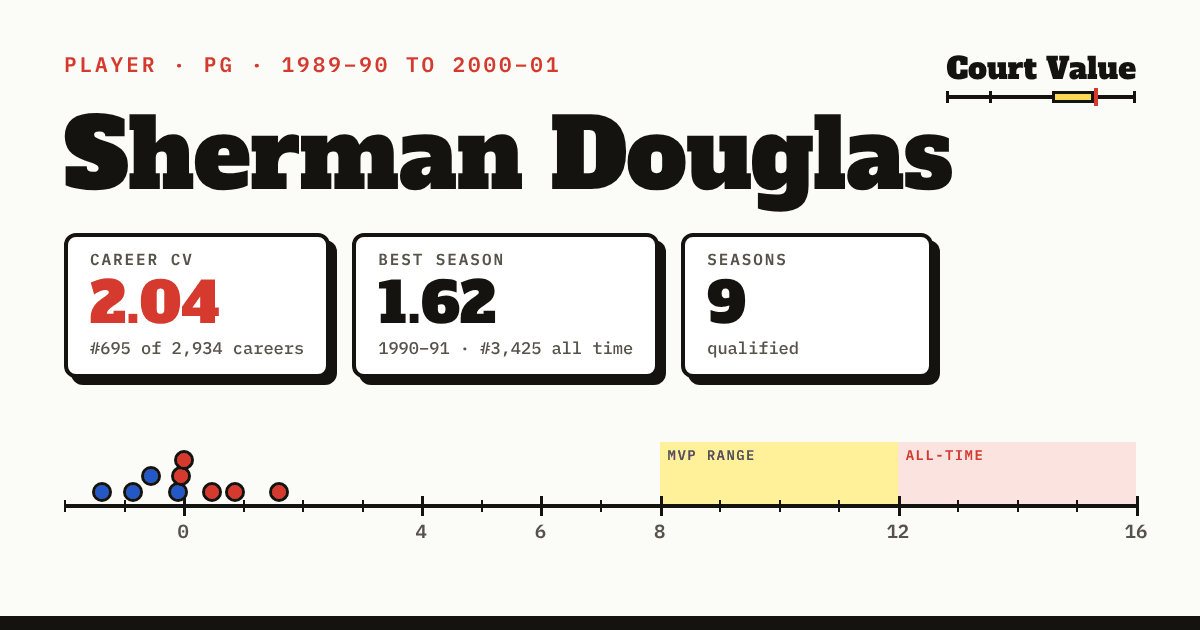 PLAYER · PG · 1989–90 TO 2000–01
Court Value
Sherman Douglas
CAREER CV
2.04
#695 of 2,934 careers
BEST SEASON
1.62
1990–91 · #3,425 all time
SEASONS
9
qualified
MVP RANGE
ALL-TIME
0
4
6
8
12
16